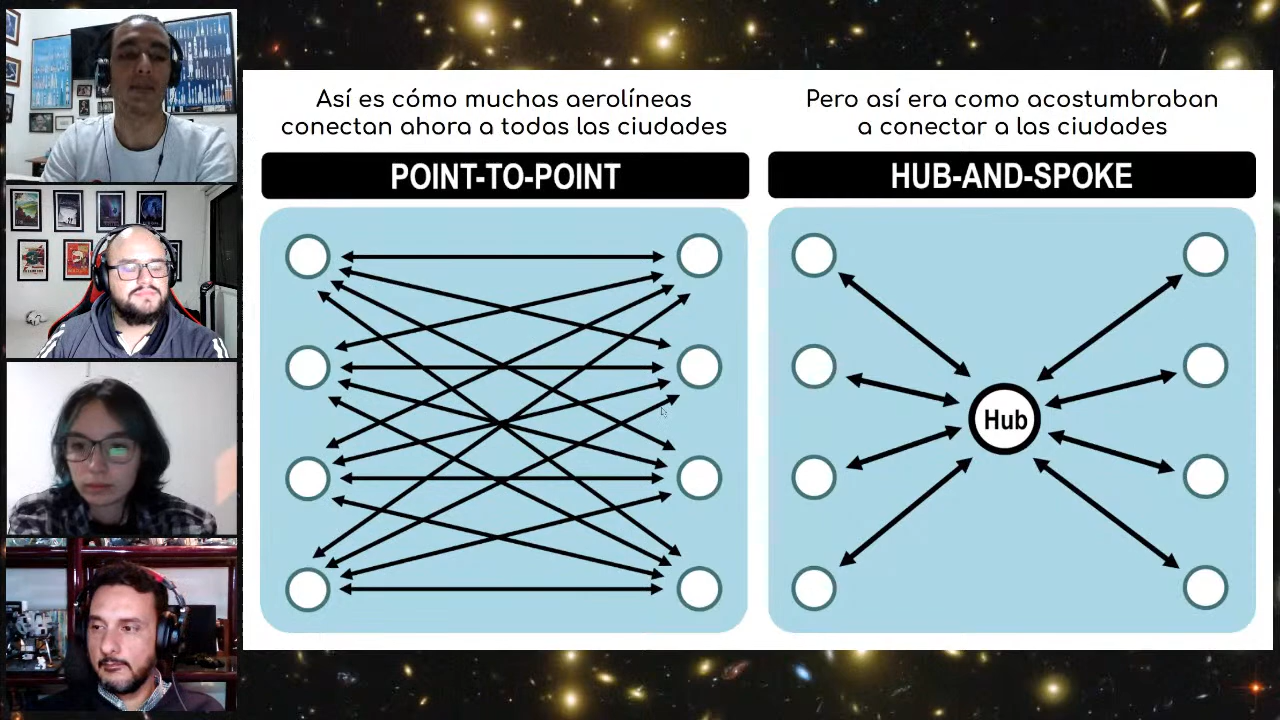 Así es cómo muchas aerolíneas
conectan ahora a todas las ciudades
POINT-TO-POINT
Pero así era como acostumbraban
a conectar a las ciudades
HUB-AND-SPOKE
Hub